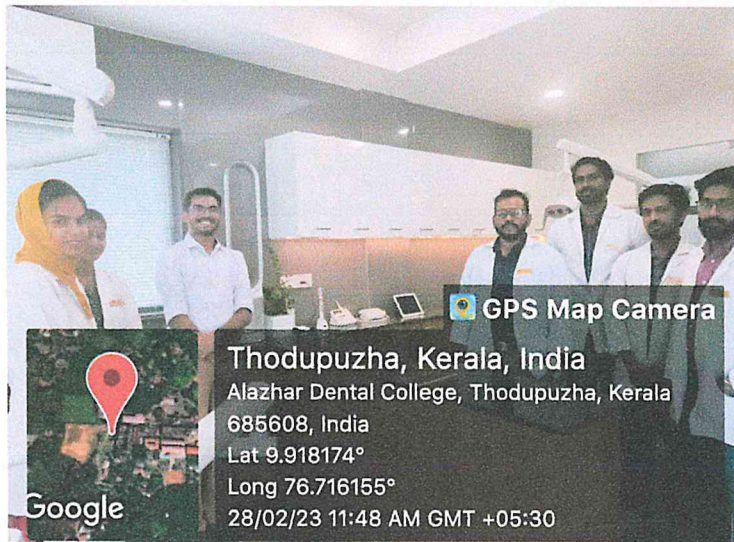 GPS Map Camera
Thodupuzha, Kerala, India
Alazhar Dental College, Thodupuzha, Kerala
685608, India
Lat 9.918174°
Long 76.716155°
28/02/23 11:48 AM GMT +05:30
Google